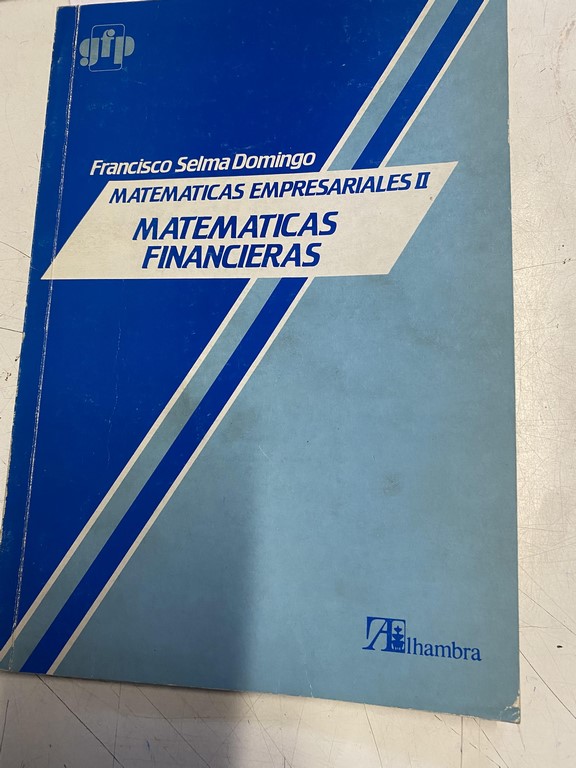 gfp
Francisco Selma Domingo
MATEMATICAS EMPRESARIALES II
MATEMATICAS
FINANCIERAS
Alhambra